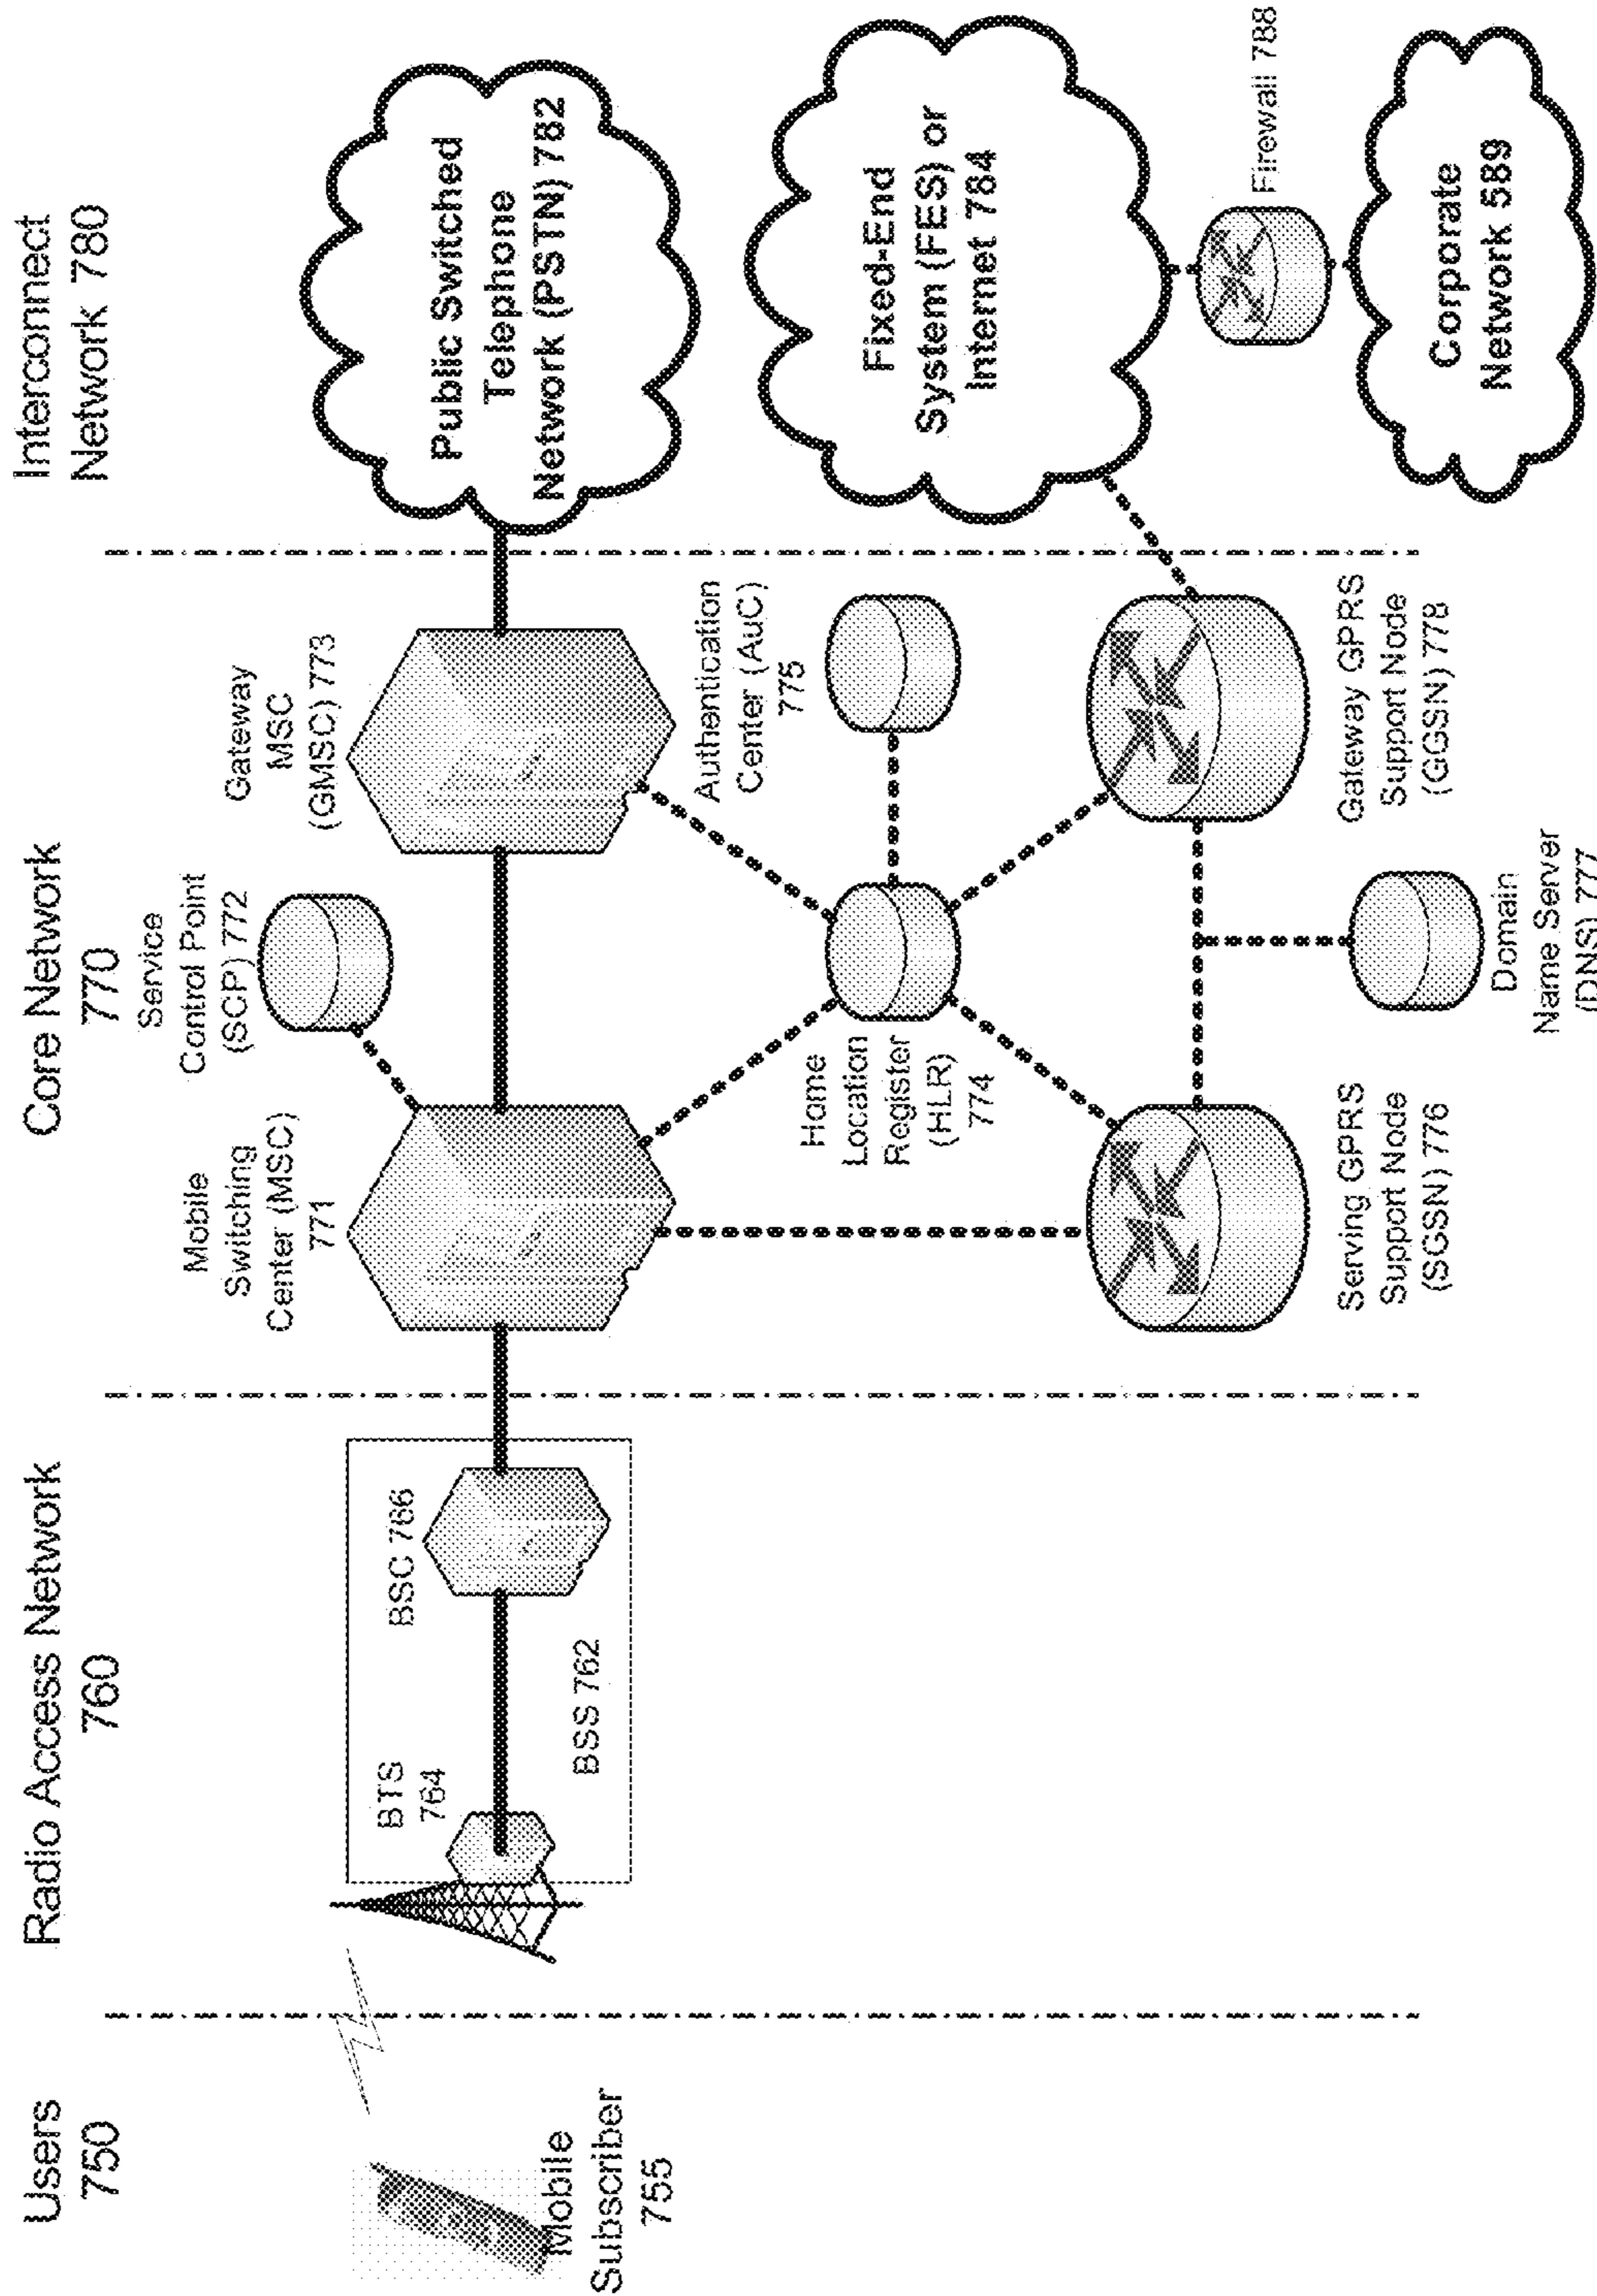 Users
750
Radio Access Network
760
Core Network
770
Interconnect
Network 780
Mobile
Subscriber
755
BTS
764
BSC 766
BSS 762
Mobile
Switching
Center (MSC)
771
Service
Control Point
(SCP) 772
Gateway
MSC
(GMSC) 773
Public Switched
Telephone
Network (PSTN) 782
Home
Location
Register
(HLR)
774
Authentication
Center (AuC)
775
Fixed-End
System (FES) or
Internet 784
Firewall 788
Serving GPRS
Support Node
(SGSN) 776
Gateway GPRS
Support Node
(GGSN) 778
Domain
Name Server
(DNS) 777
Corporate
Network 589